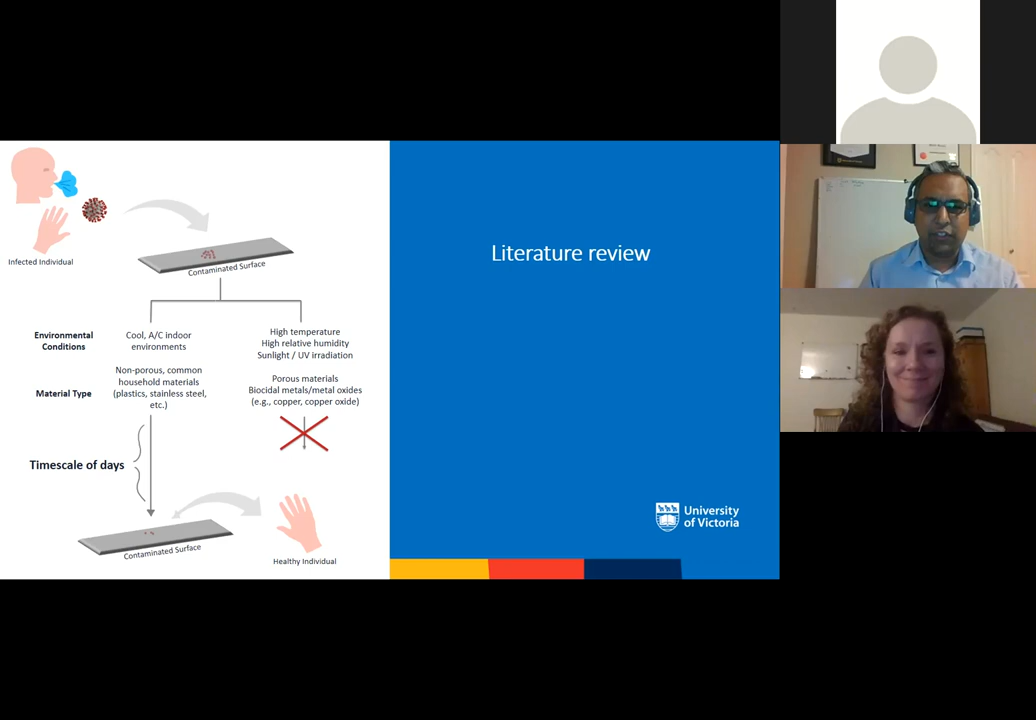 Infected Individual
Contaminated Surface
Environmental
Conditions
Cool, A/C indoor
environments
High temperature
High relative humidity
Sunlight / UV irradiation
Material Type
Non-porous, common
household materials
(plastics, stainless steel,
etc.)
Porous materials
Biocidal metals/metal oxides
(e.g., copper, copper oxide)
Timescale of days
Contaminated Surface
Healthy Individual
Literature review
University
of Victoria